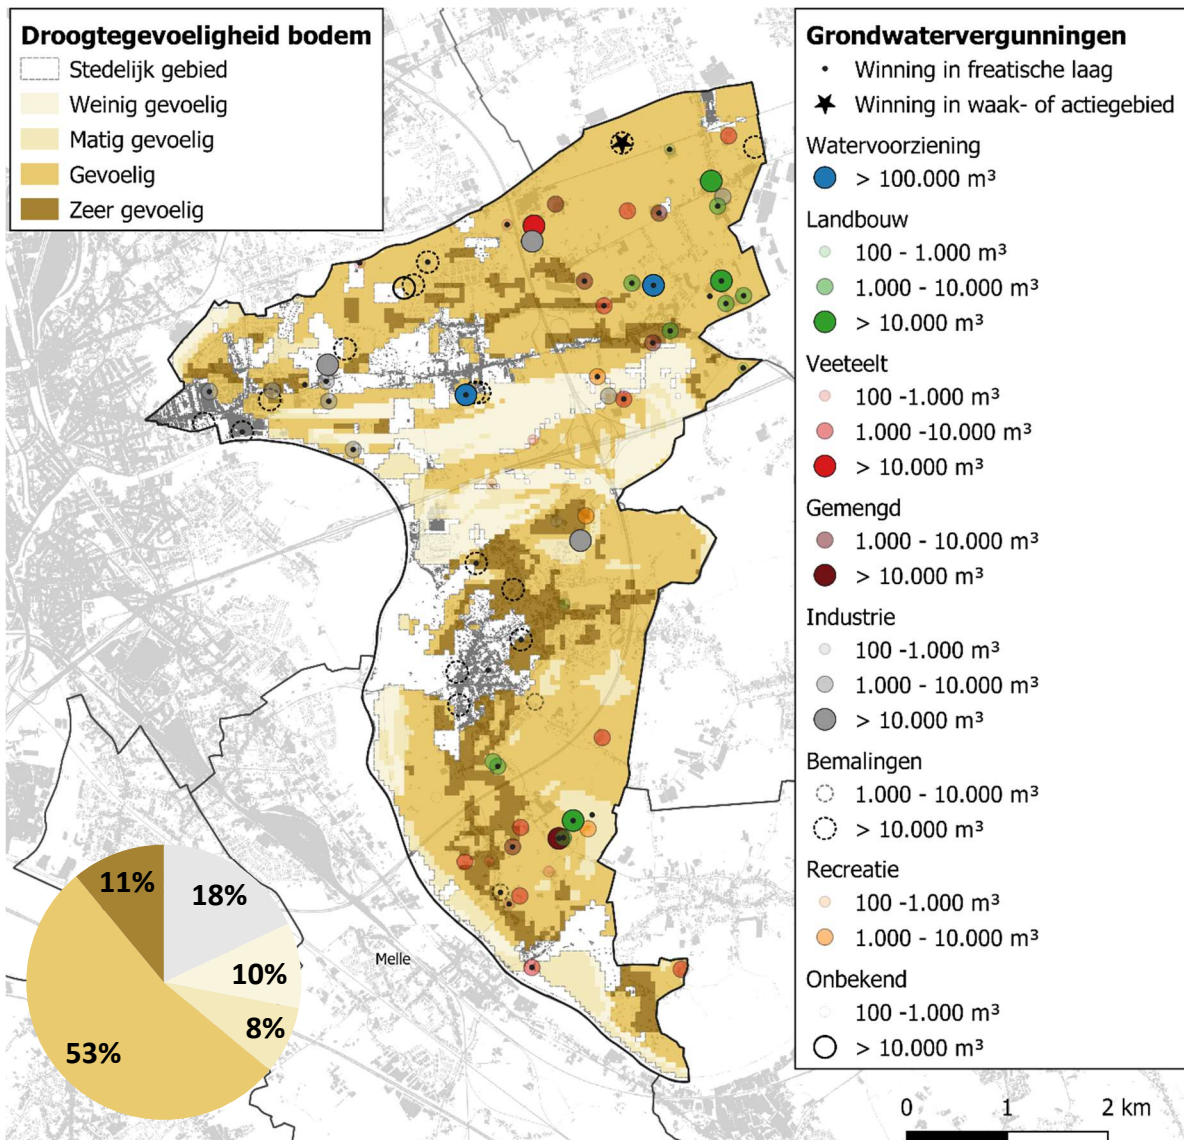 Droogtegevoeligheid bodem
Stedelijk gebied
Weinig gevoelig
Matig gevoelig
Gevoelig
Zeer gevoelig
Grondwatervergunningen
Winning in freatische laag
Winning in waak- of actiegebied
Watervoorziening
> 100.000 m³
Landbouw
100 - 1.000 m³
1.000 - 10.000 m³
> 10.000 m³
Veeteelt
100 -1.000 m³
1.000 -10.000 m³
> 10.000 m³
Gemengd
1.000 - 10.000 m³
> 10.000 m³
Industrie
100 -1.000 m³
1.000 - 10.000 m³
> 10.000 m³
Bemalingen
1.000 - 10.000 m³
> 10.000 m³
Recreatie
100 -1.000 m³
1.000 - 10.000 m³
Onbekend
100 -1.000 m³
> 10.000 m³
11%
18%
10%
8%
53%
Melle
0 1 2 km